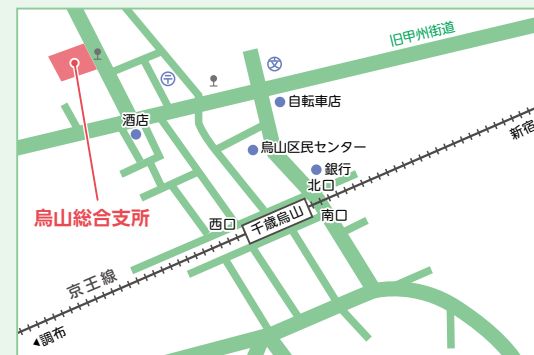 旧甲州街道
〒
文
自転車店
酒店
烏山区民センター
銀行
北口
烏山総合支所
西口
千歳烏山
南口
新宿
京王線
◀調布